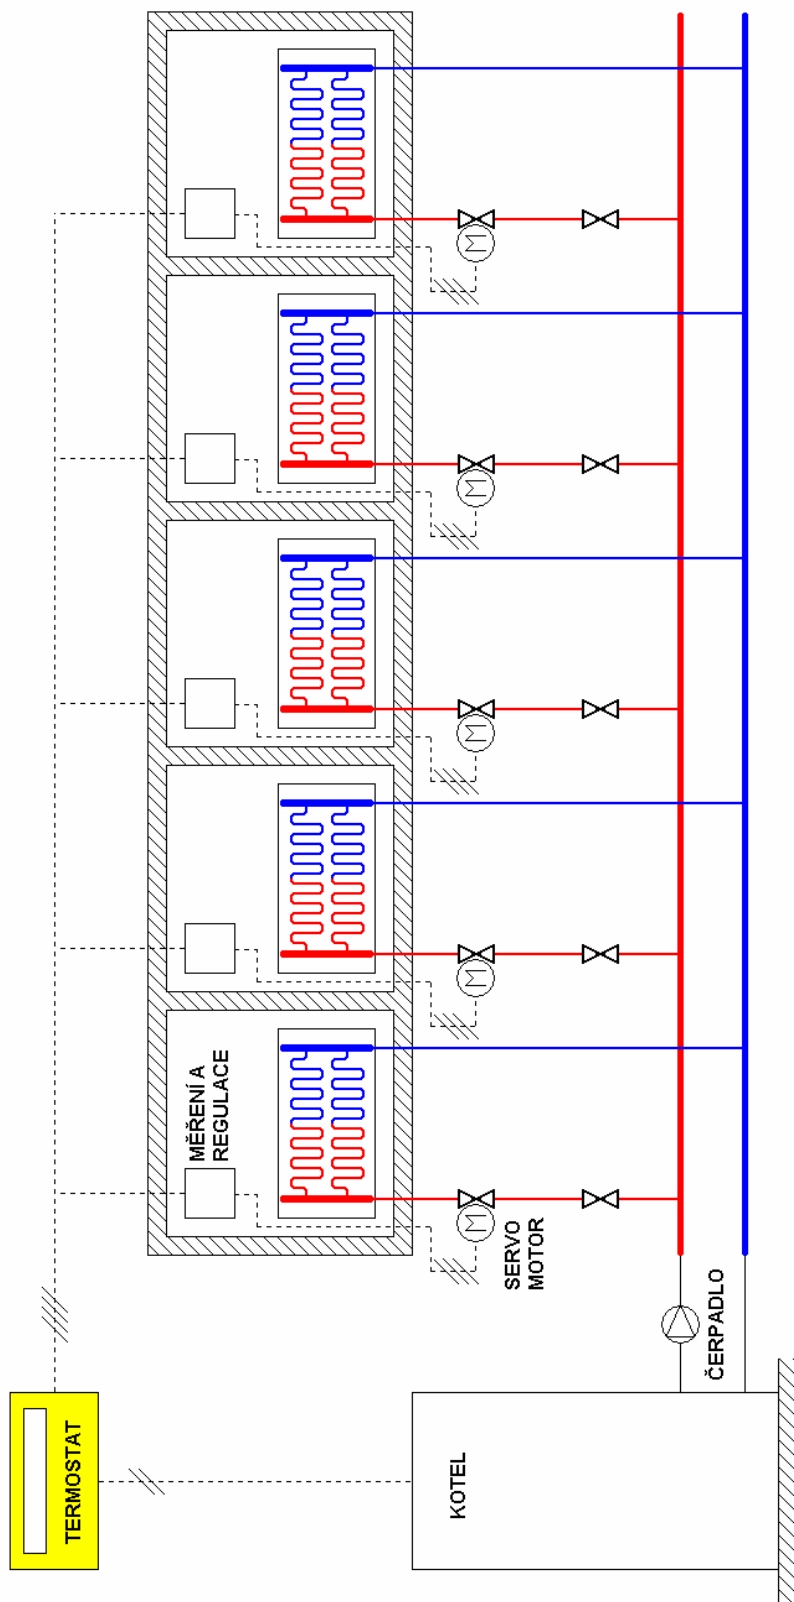 TERMOSTAT
KOTEL
ČERPADLO
SERVO
MOTOR
MĚŘENÍ A
REGULACE
M
M
M
M
M